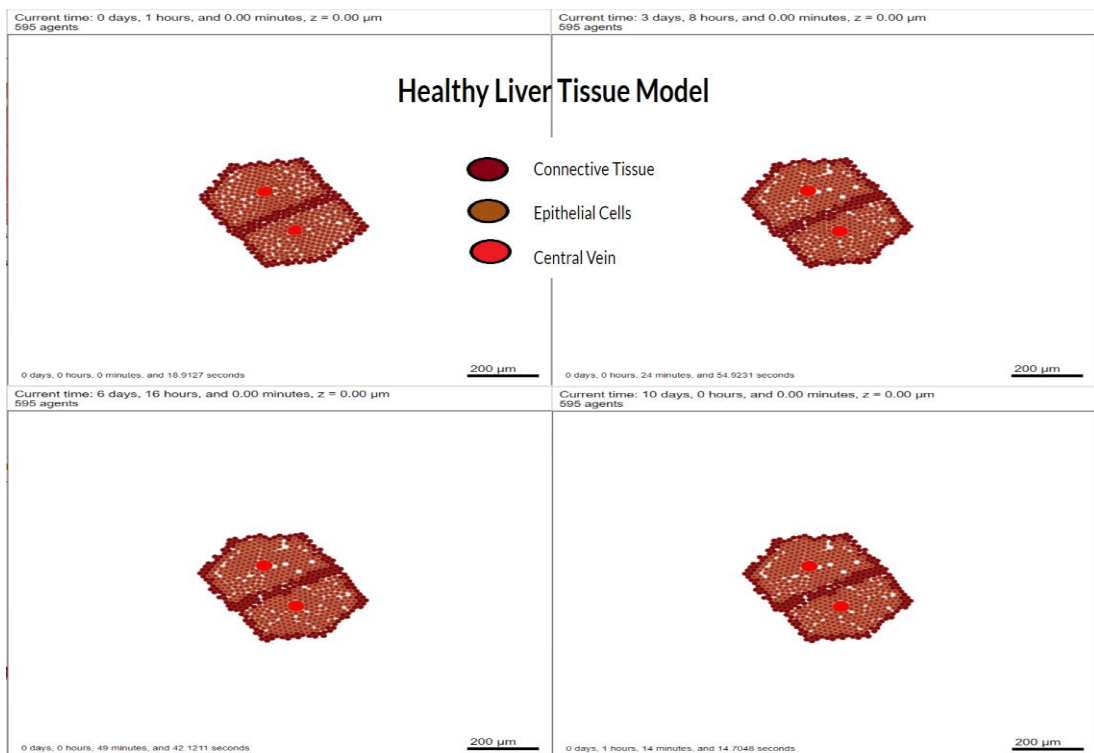 Current time: 0 days, 1 hours, and 0.00 minutes, z = 0.00 μm
595 agents
Current time: 3 days, 8 hours, and 0.00 minutes, z = 0.00 μm
595 agents
Healthy Liver Tissue Model
Connective Tissue
Epithelial Cells
Central Vein
0 days, 0 hours, 0 minutes, and 18.9127 seconds
200 μm
0 days, 0 hours, 24 minutes, and 54.9231 seconds
200 μm
Current time: 6 days, 16 hours, and 0.00 minutes, z = 0.00 μm
595 agents
Current time: 10 days, 0 hours, and 0.00 minutes, z = 0.00 μm
595 agents
0 days, 0 hours, 49 minutes, and 42.1211 seconds
200 μm
0 days, 1 hours, 14 minutes, and 14.7048 seconds
200 μm